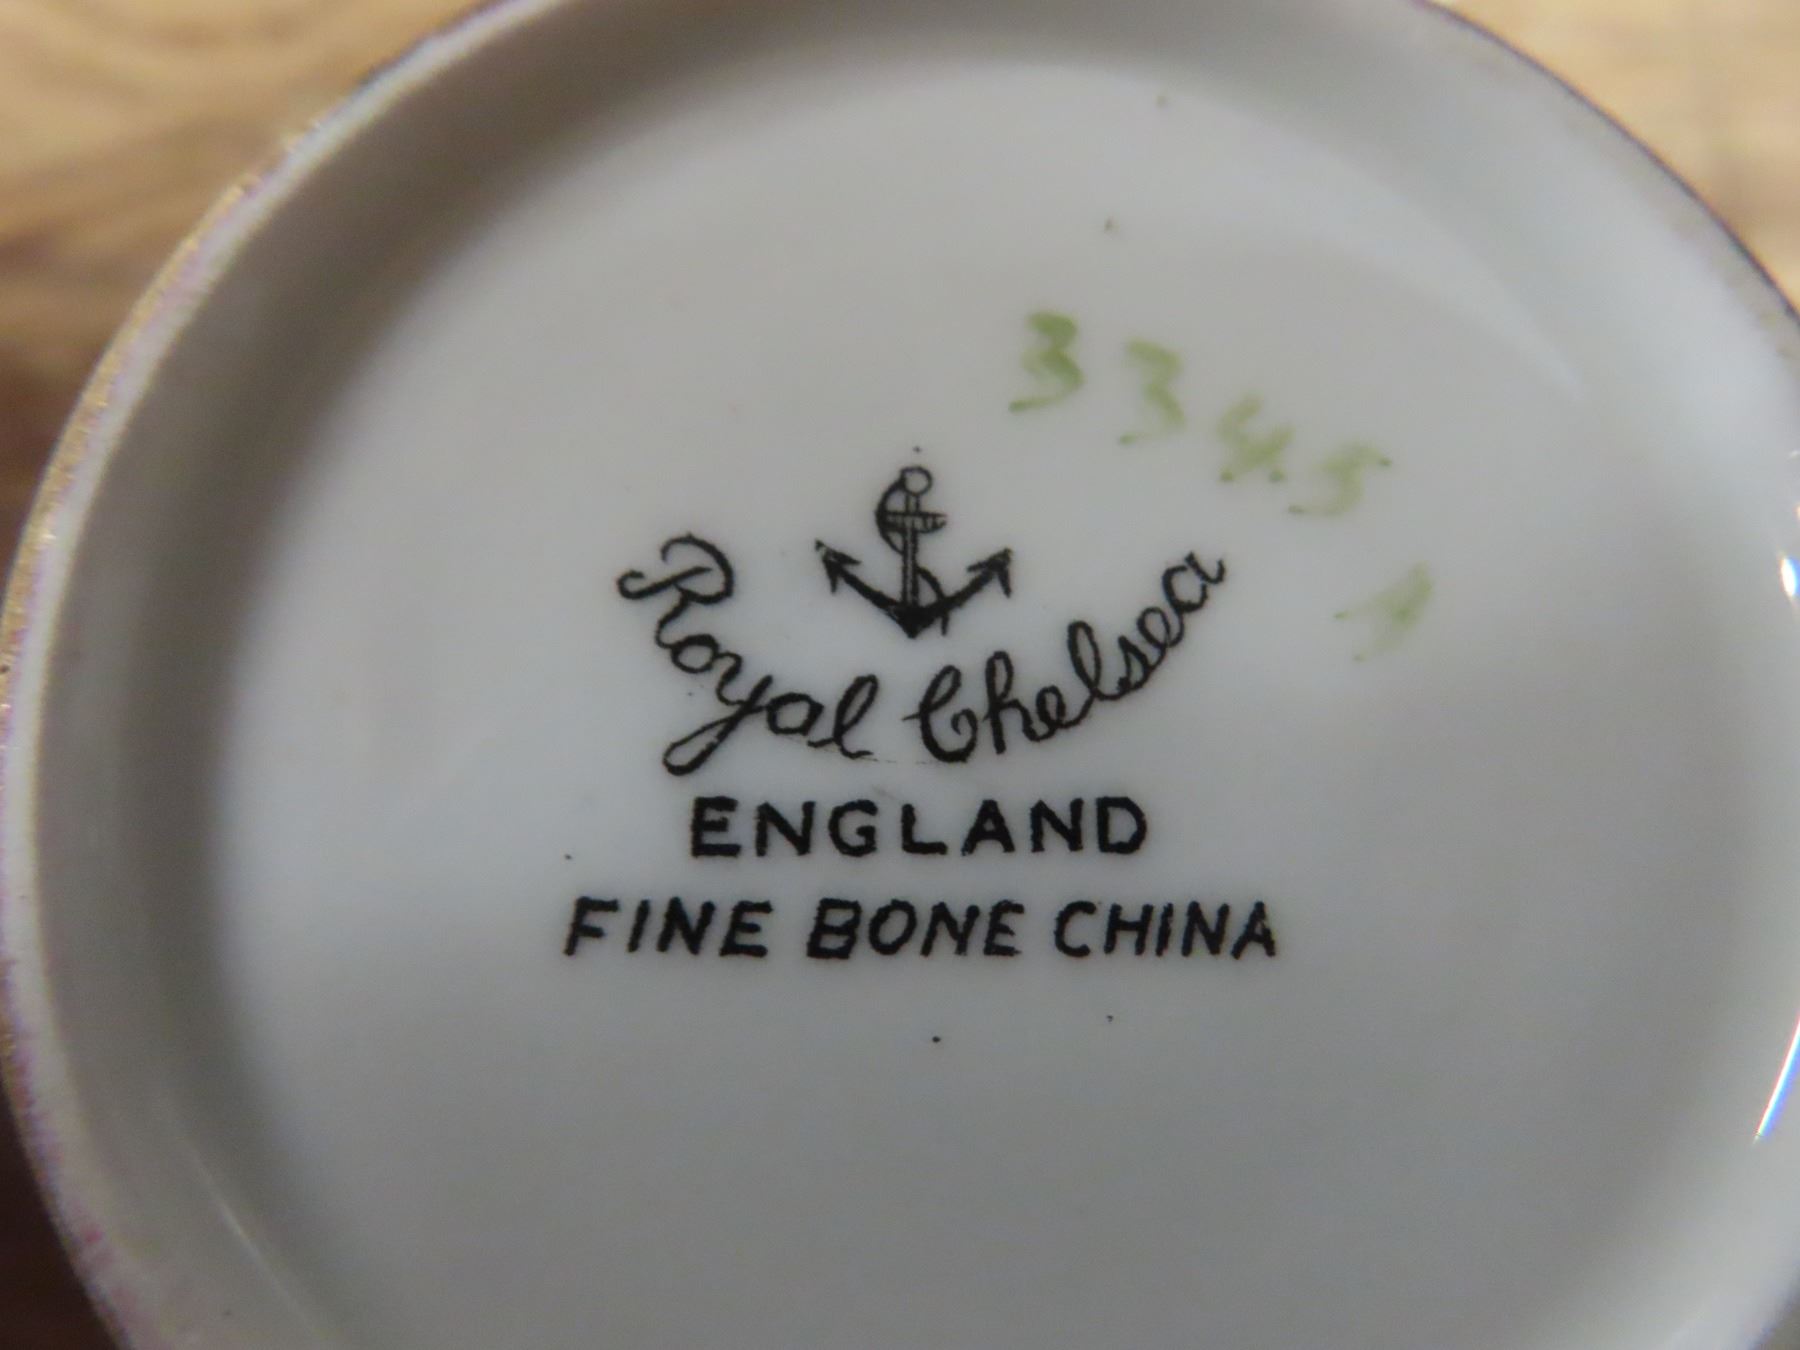 3345
Royal Chelsea
ENGLAND
FINE BONE CHINA